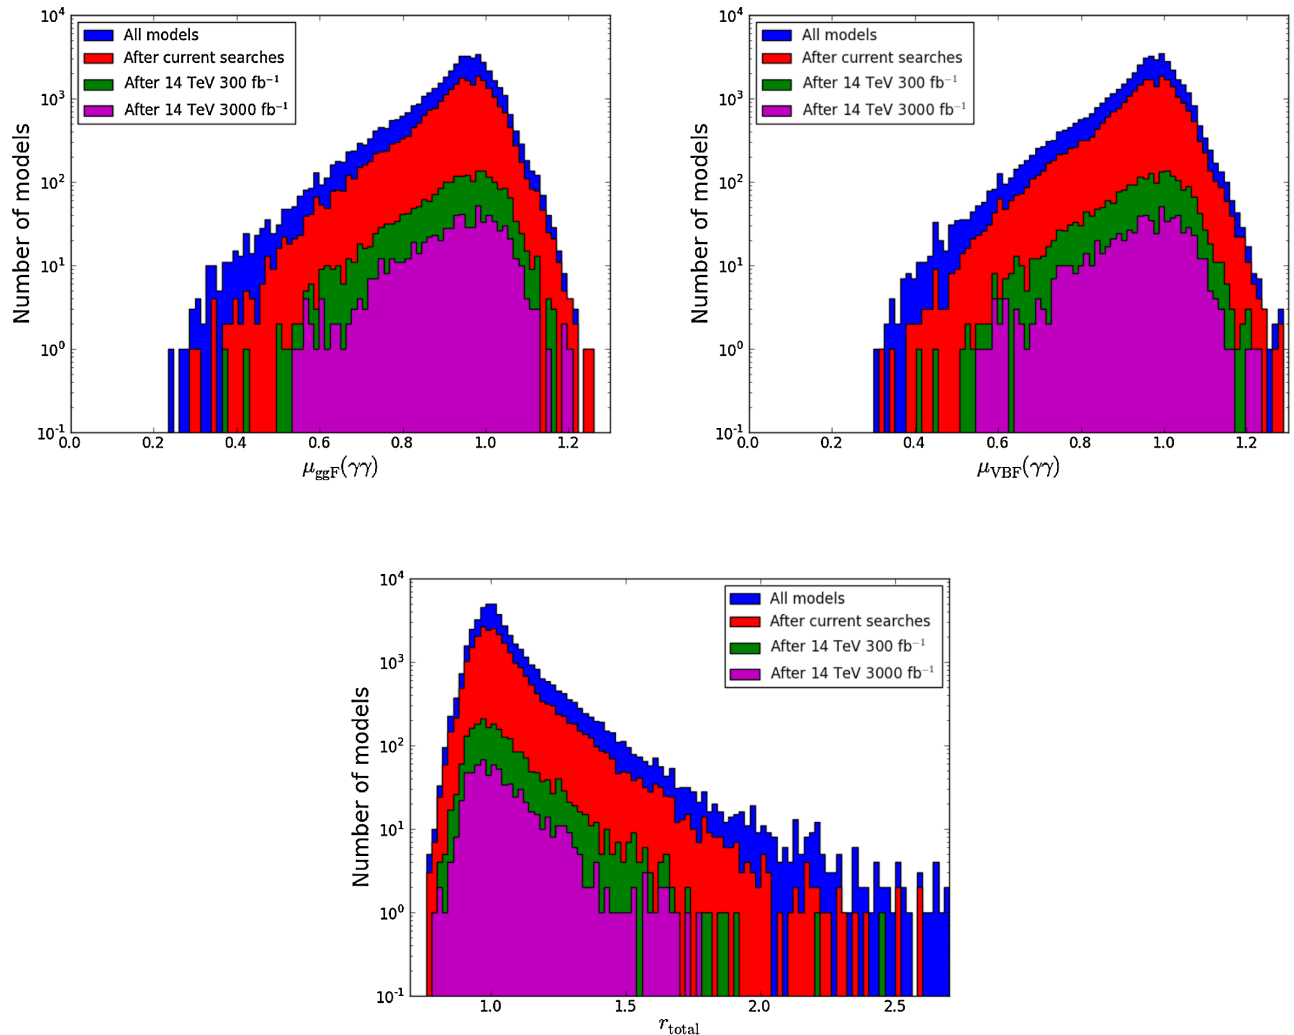 Number of models
10⁴
10³
10²
10¹
10⁰
10⁻¹
All models
After current searches
After 14 TeV 300 fb⁻¹
After 14 TeV 3000 fb⁻¹
0.0 0.2 0.4 0.6 0.8 1.0 1.2
μggF(γγ)
Number of models
10⁴
10³
10²
10¹
10⁰
10⁻¹
All models
After current searches
After 14 TeV 300 fb⁻¹
After 14 TeV 3000 fb⁻¹
0.0 0.2 0.4 0.6 0.8 1.0 1.2
μVBF(γγ)
Number of models
10⁴
10³
10²
10¹
10⁰
10⁻¹
All models
After current searches
After 14 TeV 300 fb⁻¹
After 14 TeV 3000 fb⁻¹
1.0 1.5 2.0 2.5
rtotal